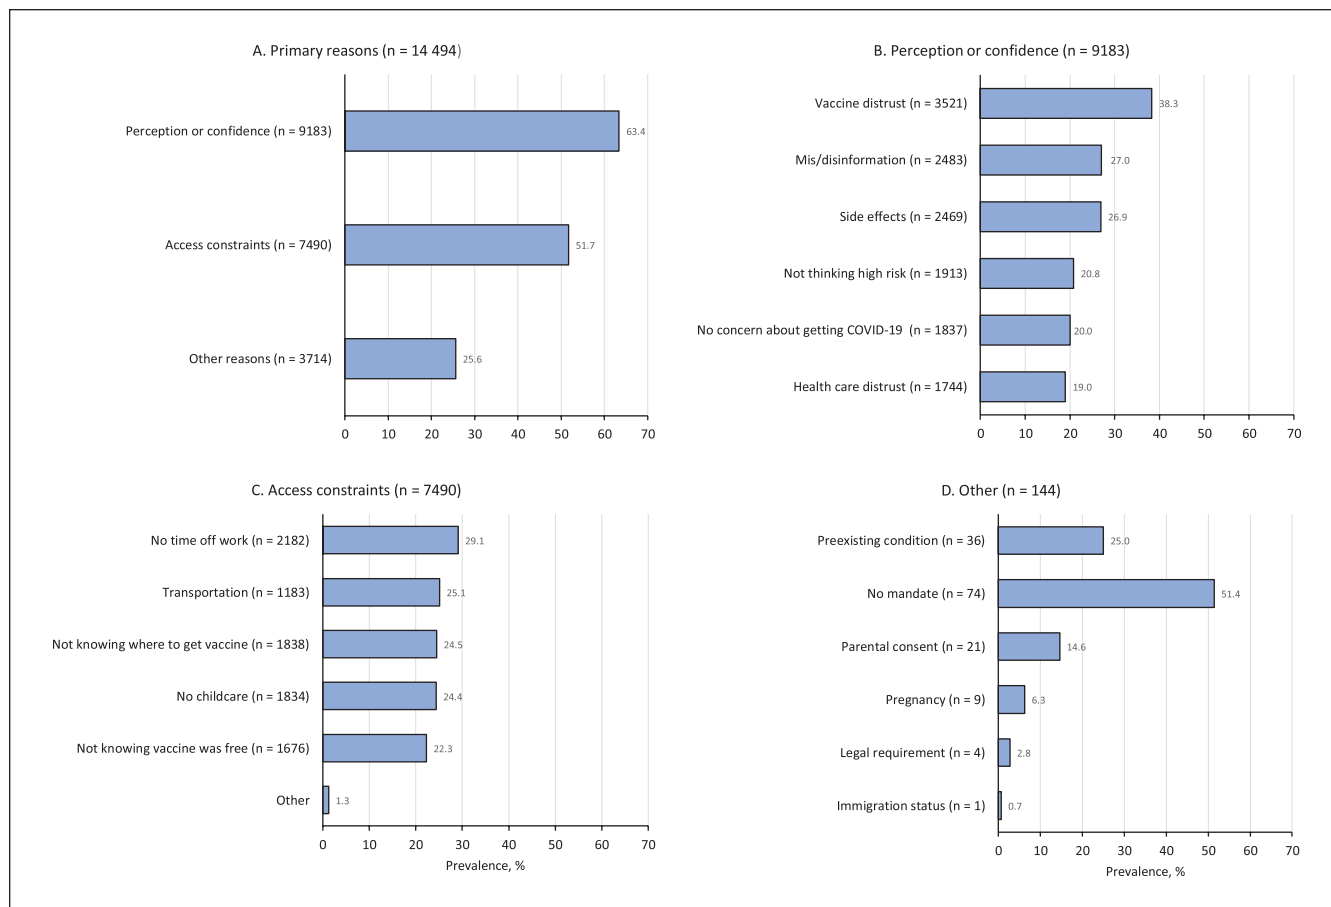 A. Primary reasons (n = 14 494)
Perception or confidence (n = 9183)
63.4
Access constraints (n = 7490)
51.7
Other reasons (n = 3714)
25.6
0 10 20 30 40 50 60 70
B. Perception or confidence (n = 9183)
Vaccine distrust (n = 3521)
38.3
Mis/disinformation (n = 2483)
27.0
Side effects (n = 2469)
26.9
Not thinking high risk (n = 1913)
20.8
No concern about getting COVID-19 (n = 1837)
20.0
Health care distrust (n = 1744)
19.0
0 10 20 30 40 50 60 70
C. Access constraints (n = 7490)
No time off work (n = 2182)
29.1
Transportation (n = 1183)
25.1
Not knowing where to get vaccine (n = 1838)
24.5
No childcare (n = 1834)
24.4
Not knowing vaccine was free (n = 1676)
22.3
Other
1.3
0 10 20 30 40 50 60 70
Prevalence, %
D. Other (n = 144)
Preexisting condition (n = 36)
25.0
No mandate (n = 74)
51.4
Parental consent (n = 21)
14.6
Pregnancy (n = 9)
6.3
Legal requirement (n = 4)
2.8
Immigration status (n = 1)
0.7
0 10 20 30 40 50 60 70
Prevalence, %